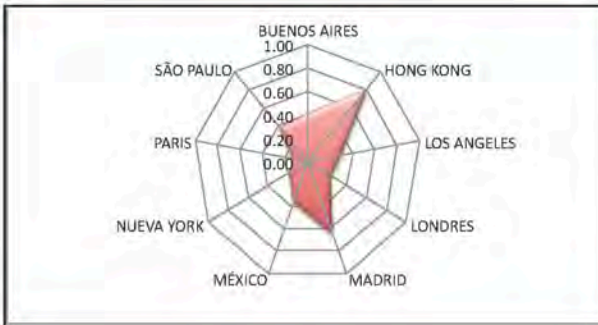 BUENOS AIRES
1.00
0.80
0.60
0.40
0.20
0.00
HONG KONG
LOS ANGELES
LONDRES
MADRID
MÉXICO
NUEVA YORK
PARIS
SÃO PAULO